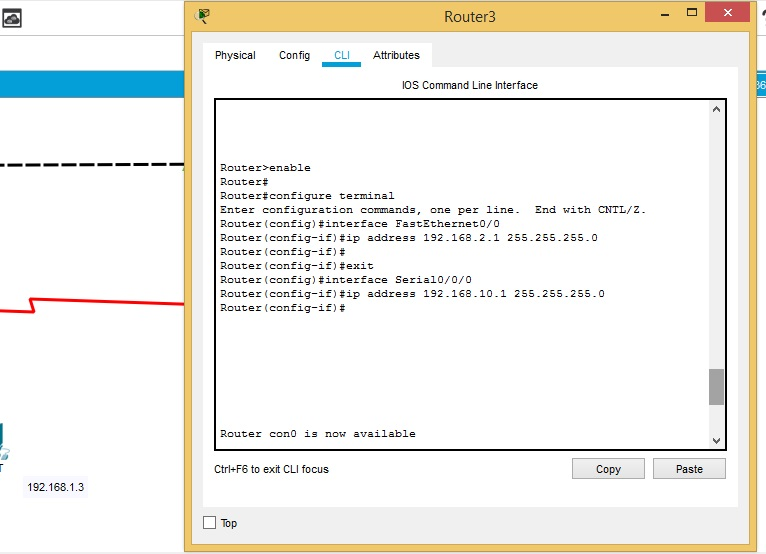 Router3
Physical Config CLI Attributes
IOS Command Line Interface
Router>enable
Router#
Router#configure terminal
Enter configuration commands, one per line.  End with CNTL/Z.
Router(config)#interface FastEthernet0/0
Router(config-if)#ip address 192.168.2.1 255.255.255.0
Router(config-if)#
Router(config-if)#exit
Router(config)#interface Serial0/0/0
Router(config-if)#ip address 192.168.10.1 255.255.255.0
Router(config-if)#
Router con0 is now available
Ctrl+F6 to exit CLI focus
Copy
Paste
Top
192.168.1.3